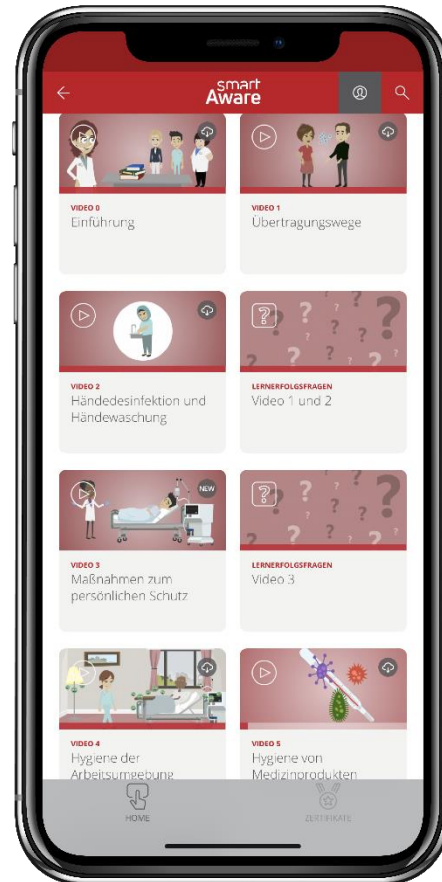 smart
Aware
VIDEO 0
Einführung
VIDEO 1
Übertragungswege
VIDEO 2
Händedesinfektion und
Händewaschung
?
LERNERFOLGSFRAGEN
Video 1 und 2
NEW
VIDEO 3
Maßnahmen zum
persönlichen Schutz
?
LERNERFOLGSFRAGEN
Video 3
VIDEO 4
Hygiene der
Arbeitsumgebung
VIDEO 5
Hygiene von
Medizinprodukten
HOME
ZERTIFIKATE